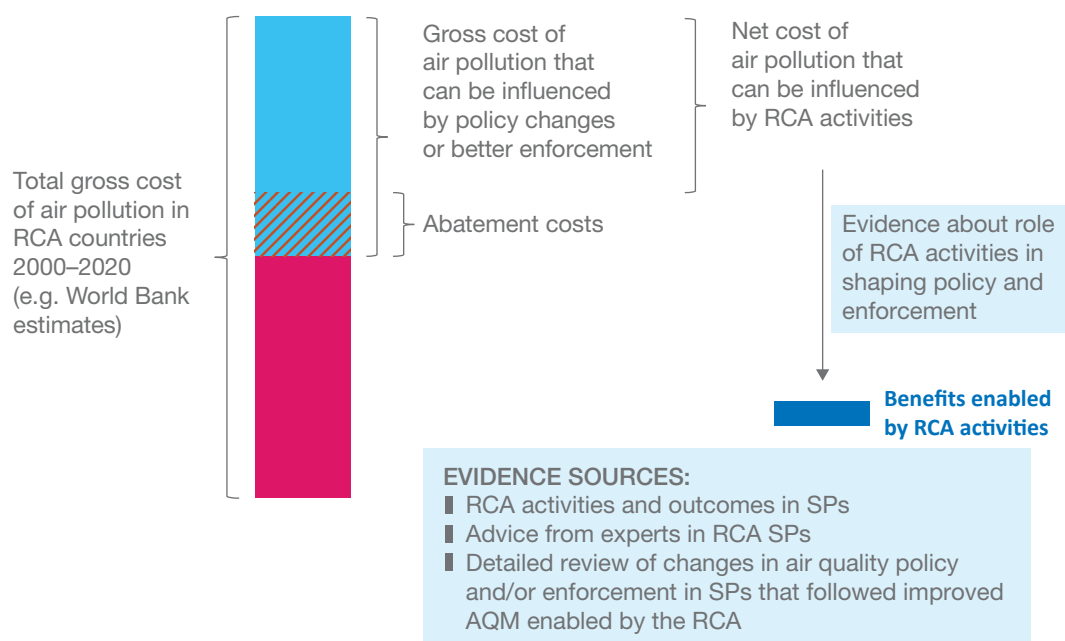 Total gross cost
of air pollution in
RCA countries
2000–2020
(e.g. World Bank
estimates)
Gross cost of
air pollution that
can be influenced
by policy changes
or better enforcement
Abatement costs
Net cost of
air pollution that
can be influenced
by RCA activities
Evidence about role
of RCA activities in
shaping policy and
enforcement
Benefits enabled
by RCA activities
EVIDENCE SOURCES:
RCA activities and outcomes in SPs
Advice from experts in RCA SPs
Detailed review of changes in air quality policy
and/or enforcement in SPs that followed improved
AQM enabled by the RCA